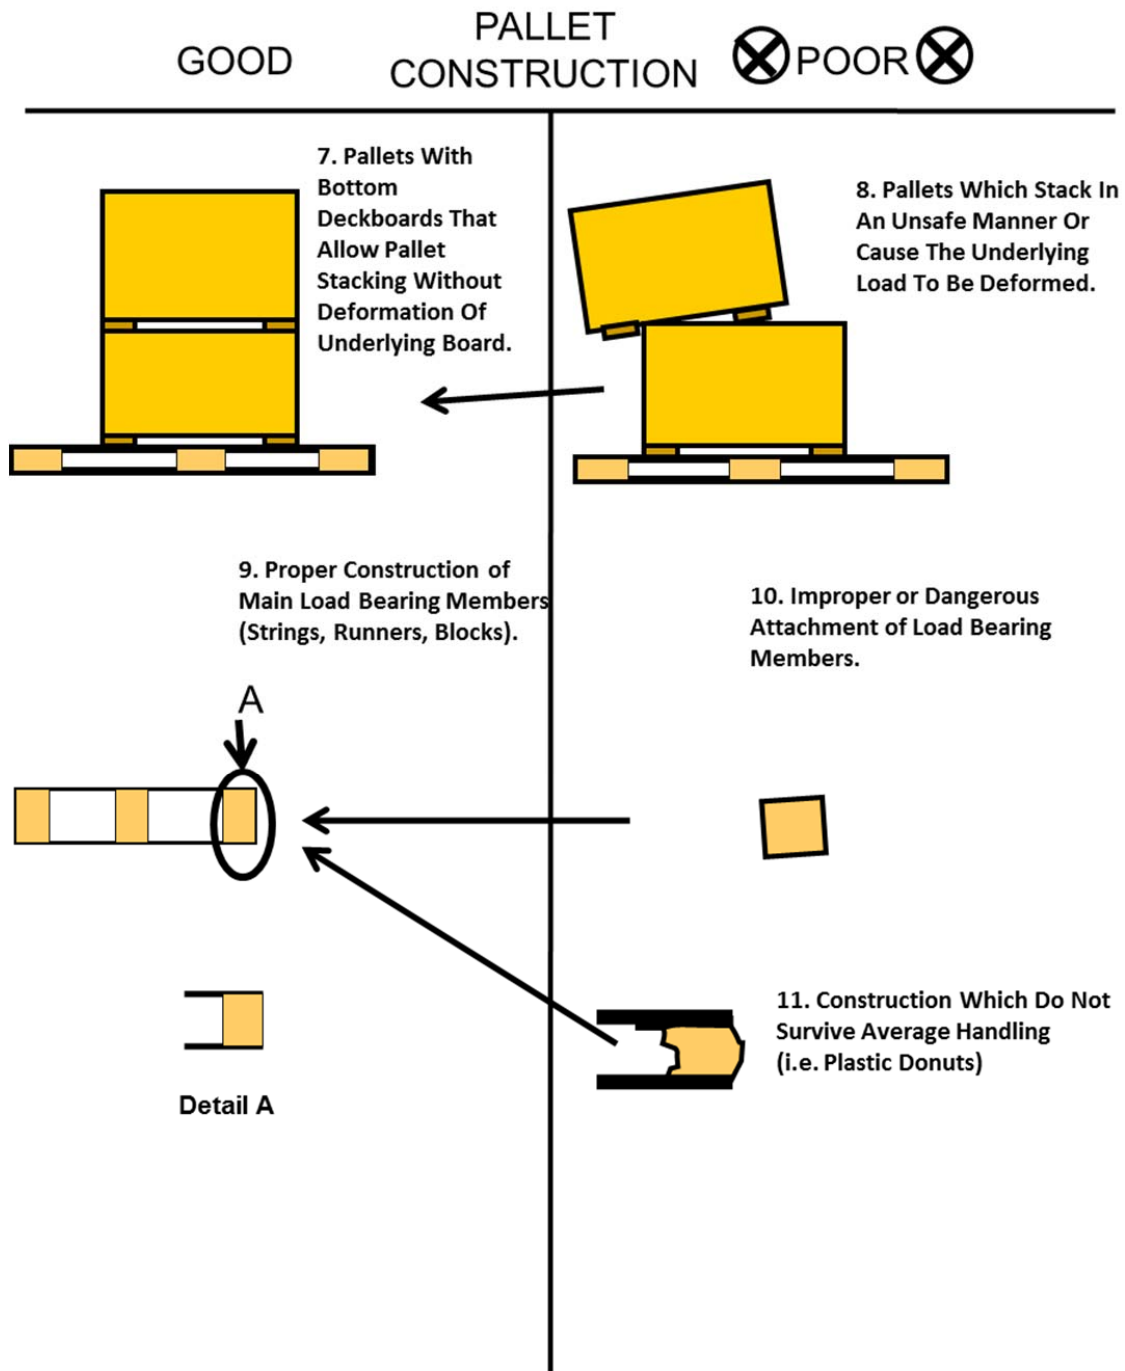 GOOD
PALLET
CONSTRUCTION
POOR
7. Pallets With
Bottom
Deckboards That
Allow Pallet
Stacking Without
Deformation Of
Underlying Board.
8. Pallets Which Stack In
An Unsafe Manner Or
Cause The Underlying
Load To Be Deformed.
9. Proper Construction of
Main Load Bearing Members
(Strings, Runners, Blocks).
10. Improper or Dangerous
Attachment of Load Bearing
Members.
A
11. Construction Which Do Not
Survive Average Handling
(i.e. Plastic Donuts)
Detail A